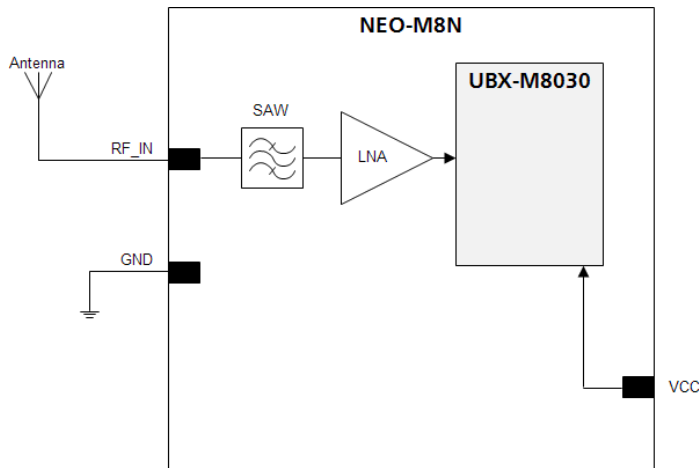 NEO-M8N
Antenna
UBX-M8030
SAW
RF_IN
LNA
GND
VCC